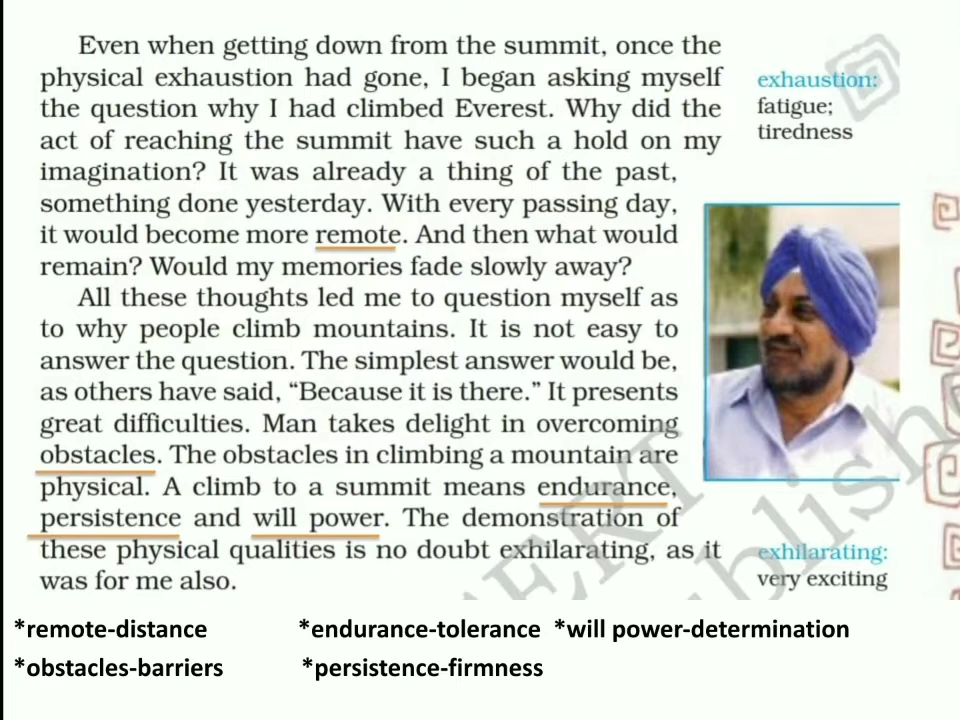 Even when getting down from the summit, once the
physical exhaustion had gone, I began asking myself
the question why I had climbed Everest. Why did the
act of reaching the summit have such a hold on my
imagination? It was already a thing of the past,
something done yesterday. With every passing day,
it would become more remote. And then what would
remain? Would my memories fade slowly away?
All these thoughts led me to question myself as
to why people climb mountains. It is not easy to
answer the question. The simplest answer would be,
as others have said, “Because it is there.” It presents
great difficulties. Man takes delight in overcoming
obstacles. The obstacles in climbing a mountain are
physical. A climb to a summit means endurance,
persistence and will power. The demonstration of
these physical qualities is no doubt exhilarating, as it
was for me also.
exhaustion:
fatigue;
tiredness
exhilarating:
very exciting
*remote-distance *endurance-tolerance *will power-determination
*obstacles-barriers *persistence-firmness